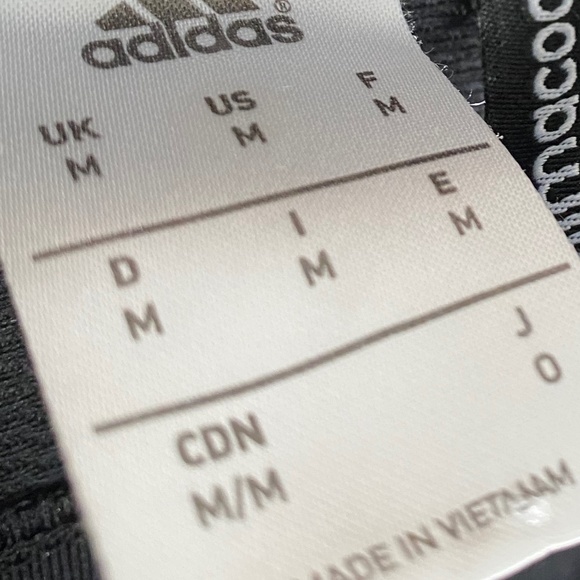 adidas®
UK US F
M M M
D I E
M M M
CDN J
M/M O
MADE IN VIETNAM